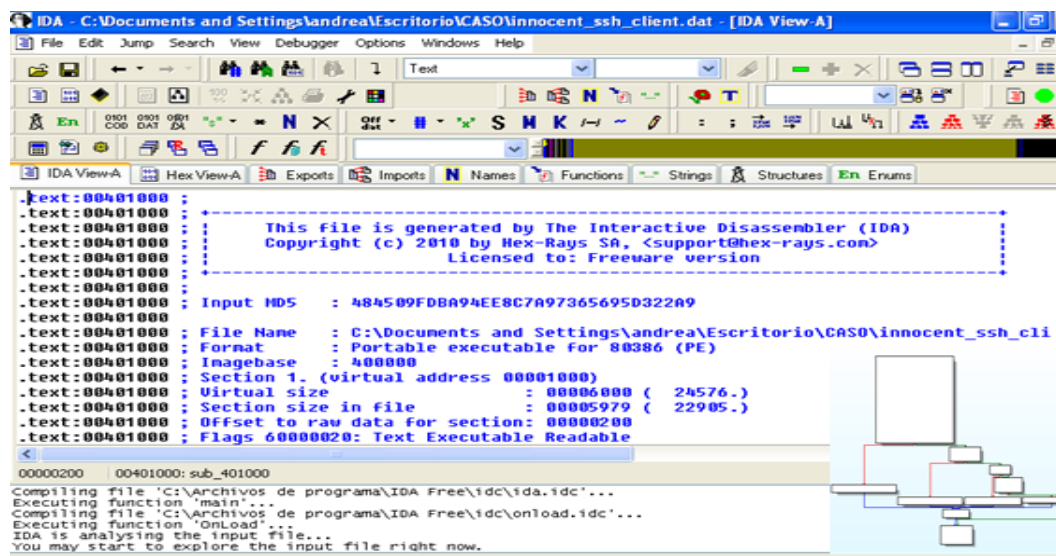 IDA - C:\Documents and Settings\andrea\Escritorio\CASO\innocent_ssh_client.dat - [IDA View-A]
File Edit Jump Search View Debugger Options Windows Help
Text
En
IDA View-A Hex View-A Exports Imports N Names Functions Strings Structures En Enums
.text:00401000 ;
.text:00401000 ; +-------------------------------------------------------------------------+
.text:00401000 ; | This file is generated by The Interactive Disassembler (IDA) |
.text:00401000 ; | Copyright (c) 2010 by Hex-Rays SA, <support@hex-rays.com> |
.text:00401000 ; | Licensed to: Freeware version |
.text:00401000 ; +-------------------------------------------------------------------------+
.text:00401000 ;
.text:00401000 ; Input MD5 : 484509FDBA94EE8C7A97365695D322A9
.text:00401000
.text:00401000 ; File Name : C:\Documents and Settings\andrea\Escritorio\CASO\innocent_ssh_cli
.text:00401000 ; Format : Portable executable for 80386 (PE)
.text:00401000 ; Imagebase : 400000
.text:00401000 ; Section 1. (virtual address 00001000)
.text:00401000 ; Virtual size : 00006000 ( 24576.)
.text:00401000 ; Section size in file : 00005979 ( 22905.)
.text:00401000 ; Offset to raw data for section: 00000200
.text:00401000 ; Flags 60000020: Text Executable Readable
00000200 00401000: sub_401000
Compiling file 'C:\Archivos de programa\IDA Free\idc\ida.idc'...
Executing function 'main'...
Compiling file 'C:\Archivos de programa\IDA Free\idc\onload.idc'...
Executing function 'OnLoad'...
IDA is analysing the input file...
You may start to explore the input file right now.